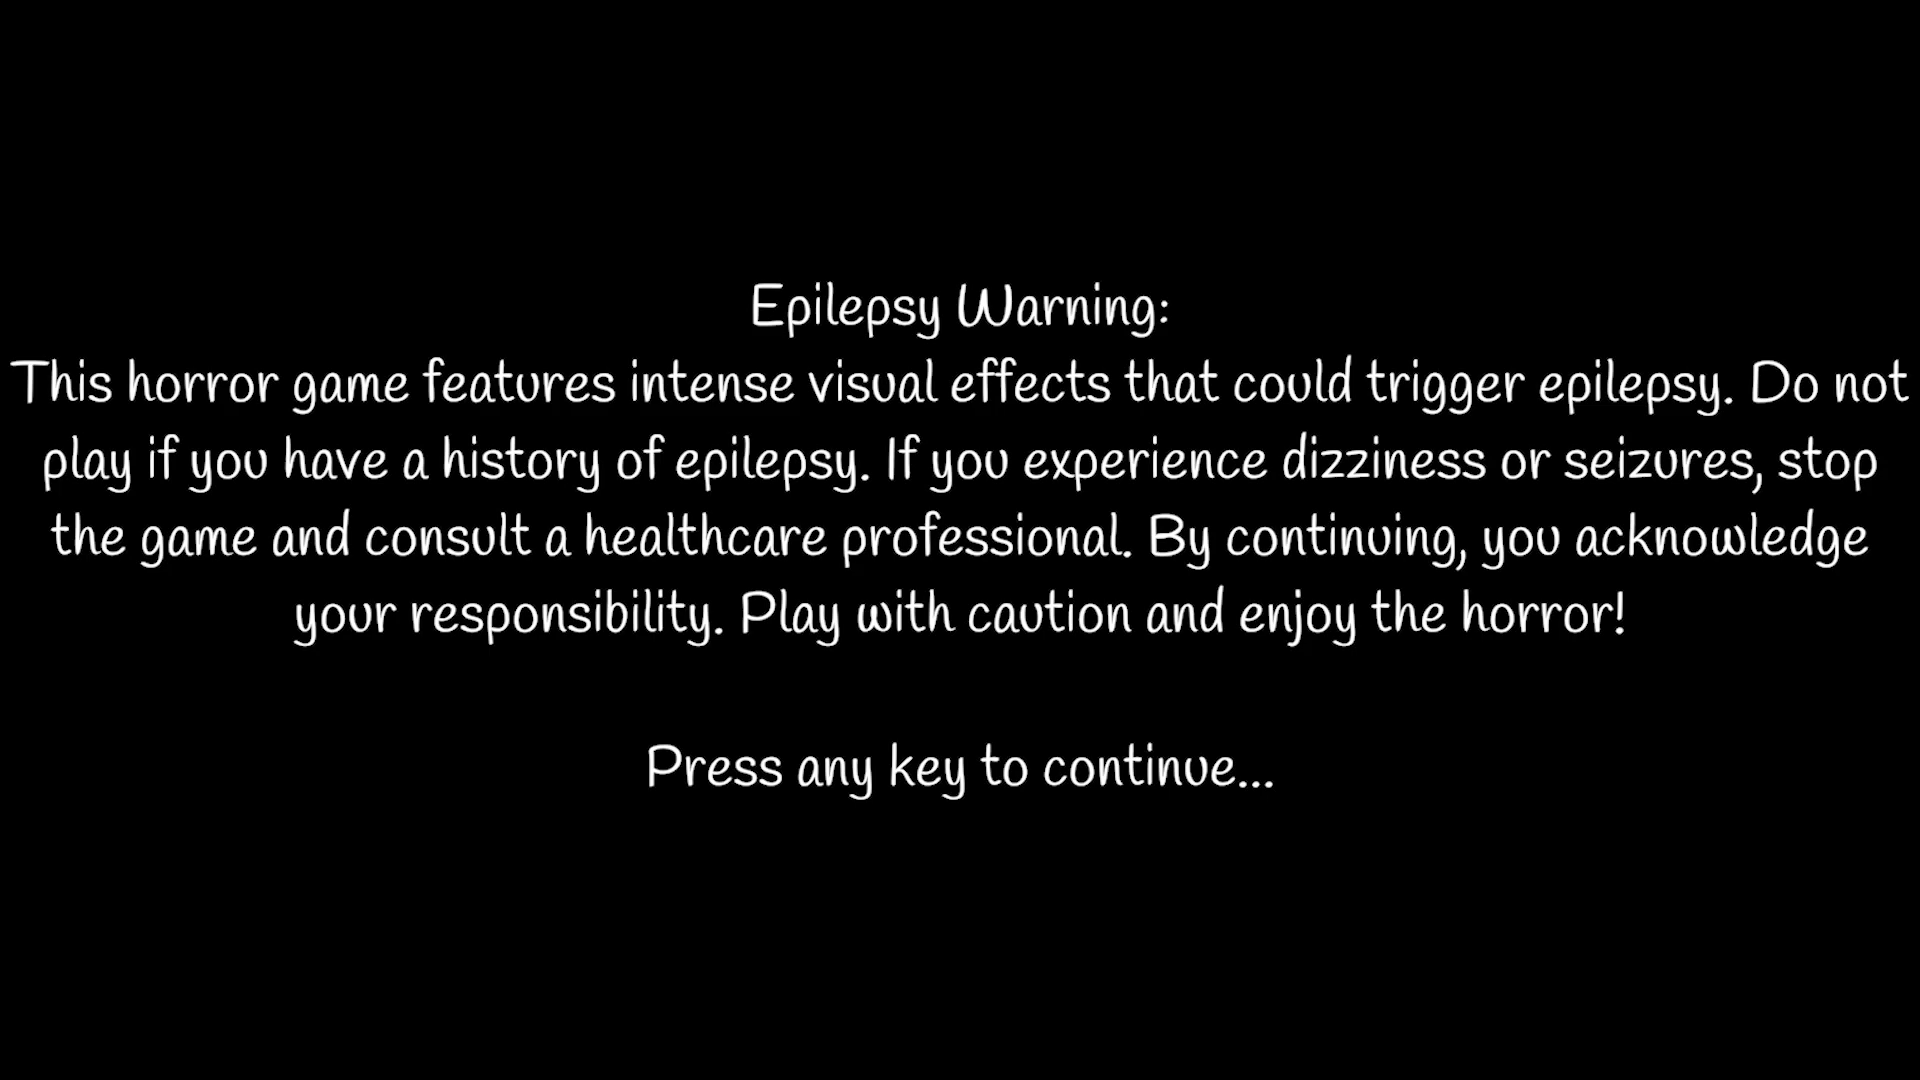 Epilepsy Warning:
This horror game features intense visual effects that could trigger epilepsy. Do not
play if you have a history of epilepsy. If you experience dizziness or seizures, stop
the game and consult a healthcare professional. By continuing, you acknowledge
your responsibility. Play with caution and enjoy the horror!
Press any key to continue...